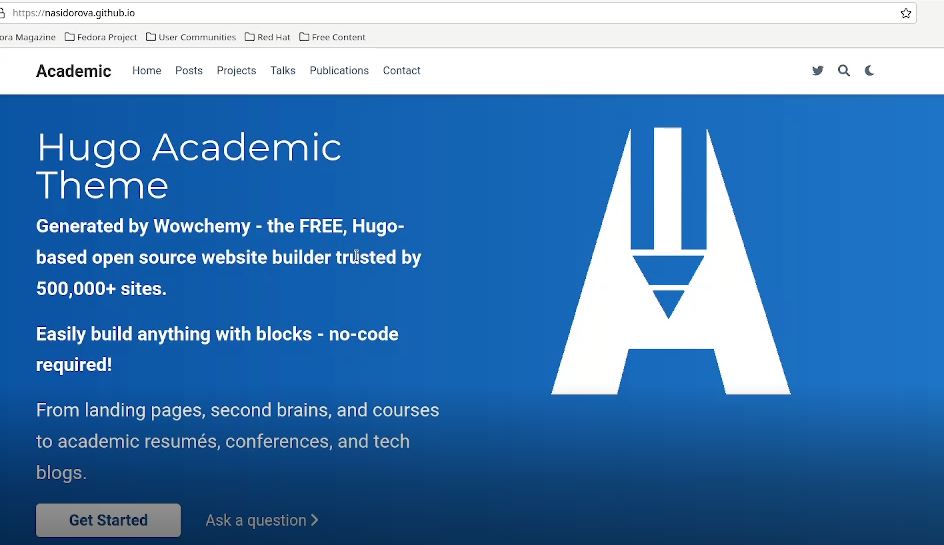 https://nasidorova.github.io
ora Magazine Fedora Project User Communities Red Hat Free Content
Academic Home Posts Projects Talks Publications Contact
Hugo Academic
Theme
Generated by Wowchemy - the FREE, Hugo-
based open source website builder trusted by
500,000+ sites.
Easily build anything with blocks - no-code
required!
From landing pages, second brains, and courses
to academic resumés, conferences, and tech
blogs.
Get Started Ask a question